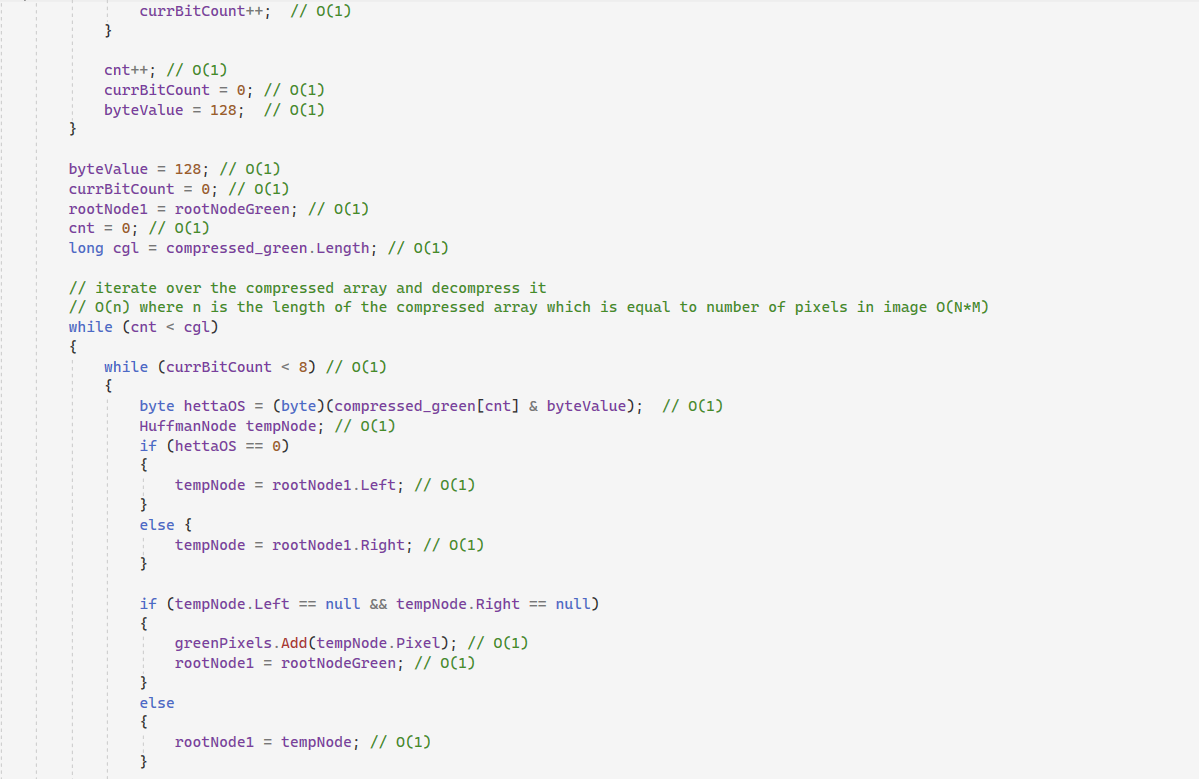 currBitCount++;  // O(1)
}
cnt++; // O(1)
currBitCount = 0; // O(1)
byteValue = 128;  // O(1)
}
byteValue = 128; // O(1)
currBitCount = 0; // O(1)
rootNode1 = rootNodeGreen; // O(1)
cnt = 0; // O(1)
long cgl = compressed_green.Length; // O(1)
// iterate over the compressed array and decompress it
// O(n) where n is the length of the compressed array which is equal to number of pixels in image O(N*M)
while (cnt < cgl)
{
while (currBitCount < 8) // O(1)
{
byte hettaOS = (byte)(compressed_green[cnt] & byteValue);  // O(1)
HuffmanNode tempNode; // O(1)
if (hettaOS == 0)
{
tempNode = rootNode1.Left; // O(1)
}
else {
tempNode = rootNode1.Right; // O(1)
}
if (tempNode.Left == null && tempNode.Right == null)
{
greenPixels.Add(tempNode.Pixel); // O(1)
rootNode1 = rootNodeGreen; // O(1)
}
else
{
rootNode1 = tempNode; // O(1)
}